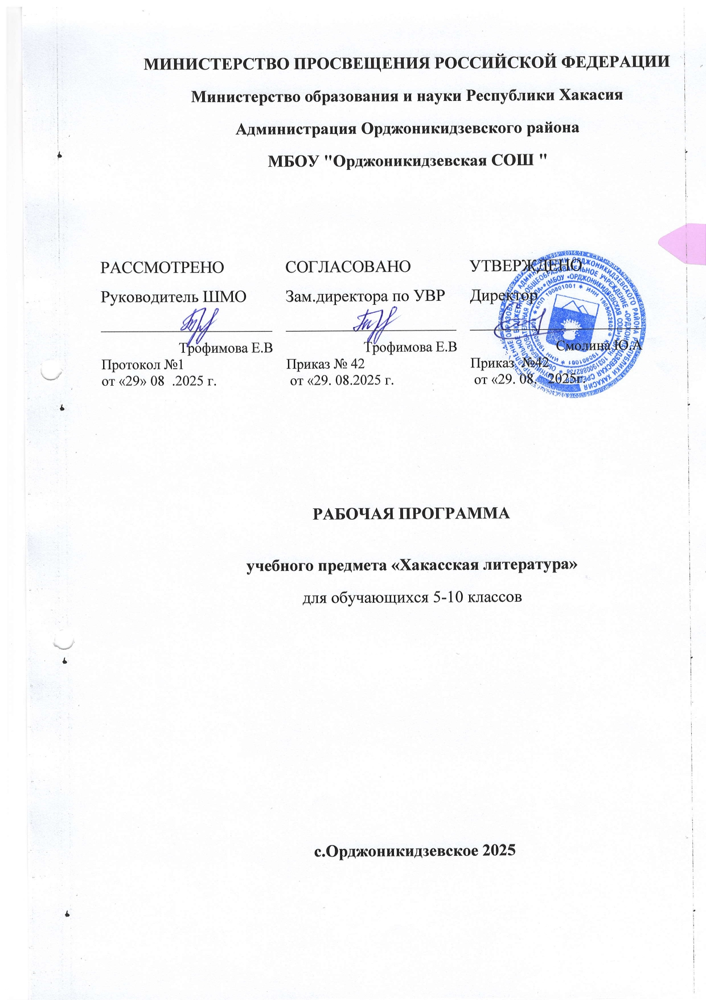 МИНИСТЕРСТВО ПРОСВЕЩЕНИЯ РОССИЙСКОЙ ФЕДЕРАЦИИ
Министерство образования и науки Республики Хакасия
Администрация Орджоникидзевского района
МБОУ "Орджоникидзевская СОШ "
РАССМОТРЕНО
Руководитель ШМО
Трофимова Е.В
Протокол №1
от «29» 08 .2025 г.
СОГЛАСОВАНО
Зам.директора по УВР
Трофимова Е.В
Приказ № 42
от «29. 08.2025 г.
УТВЕРЖДЕНО
Директор
Смолина Ю.А
Приказ №42
от «29. 08. 2025г.
РАБОЧАЯ ПРОГРАММА
учебного предмета «Хакасская литература»
для обучающихся 5-10 классов
с.Орджоникидзевское 2025